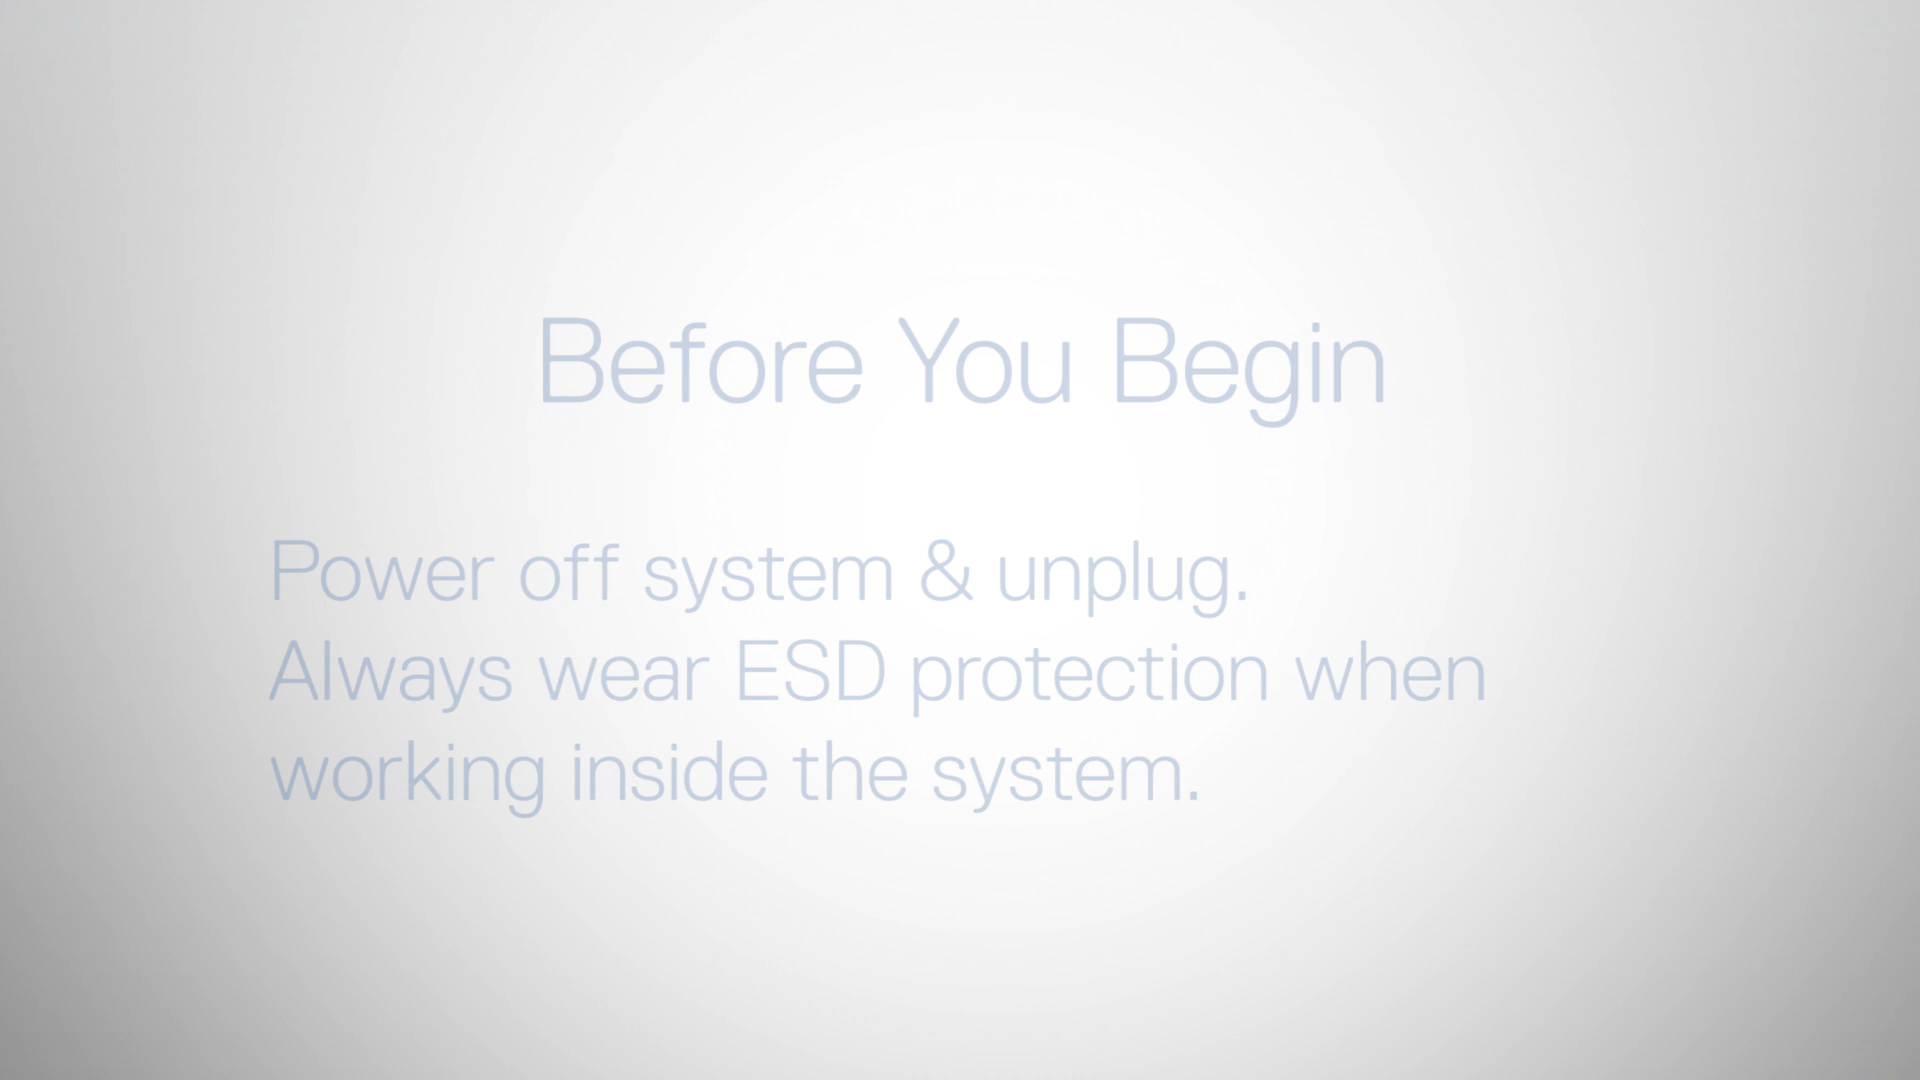 Before You Begin
Power off system & unplug.
Always wear ESD protection when
working inside the system.